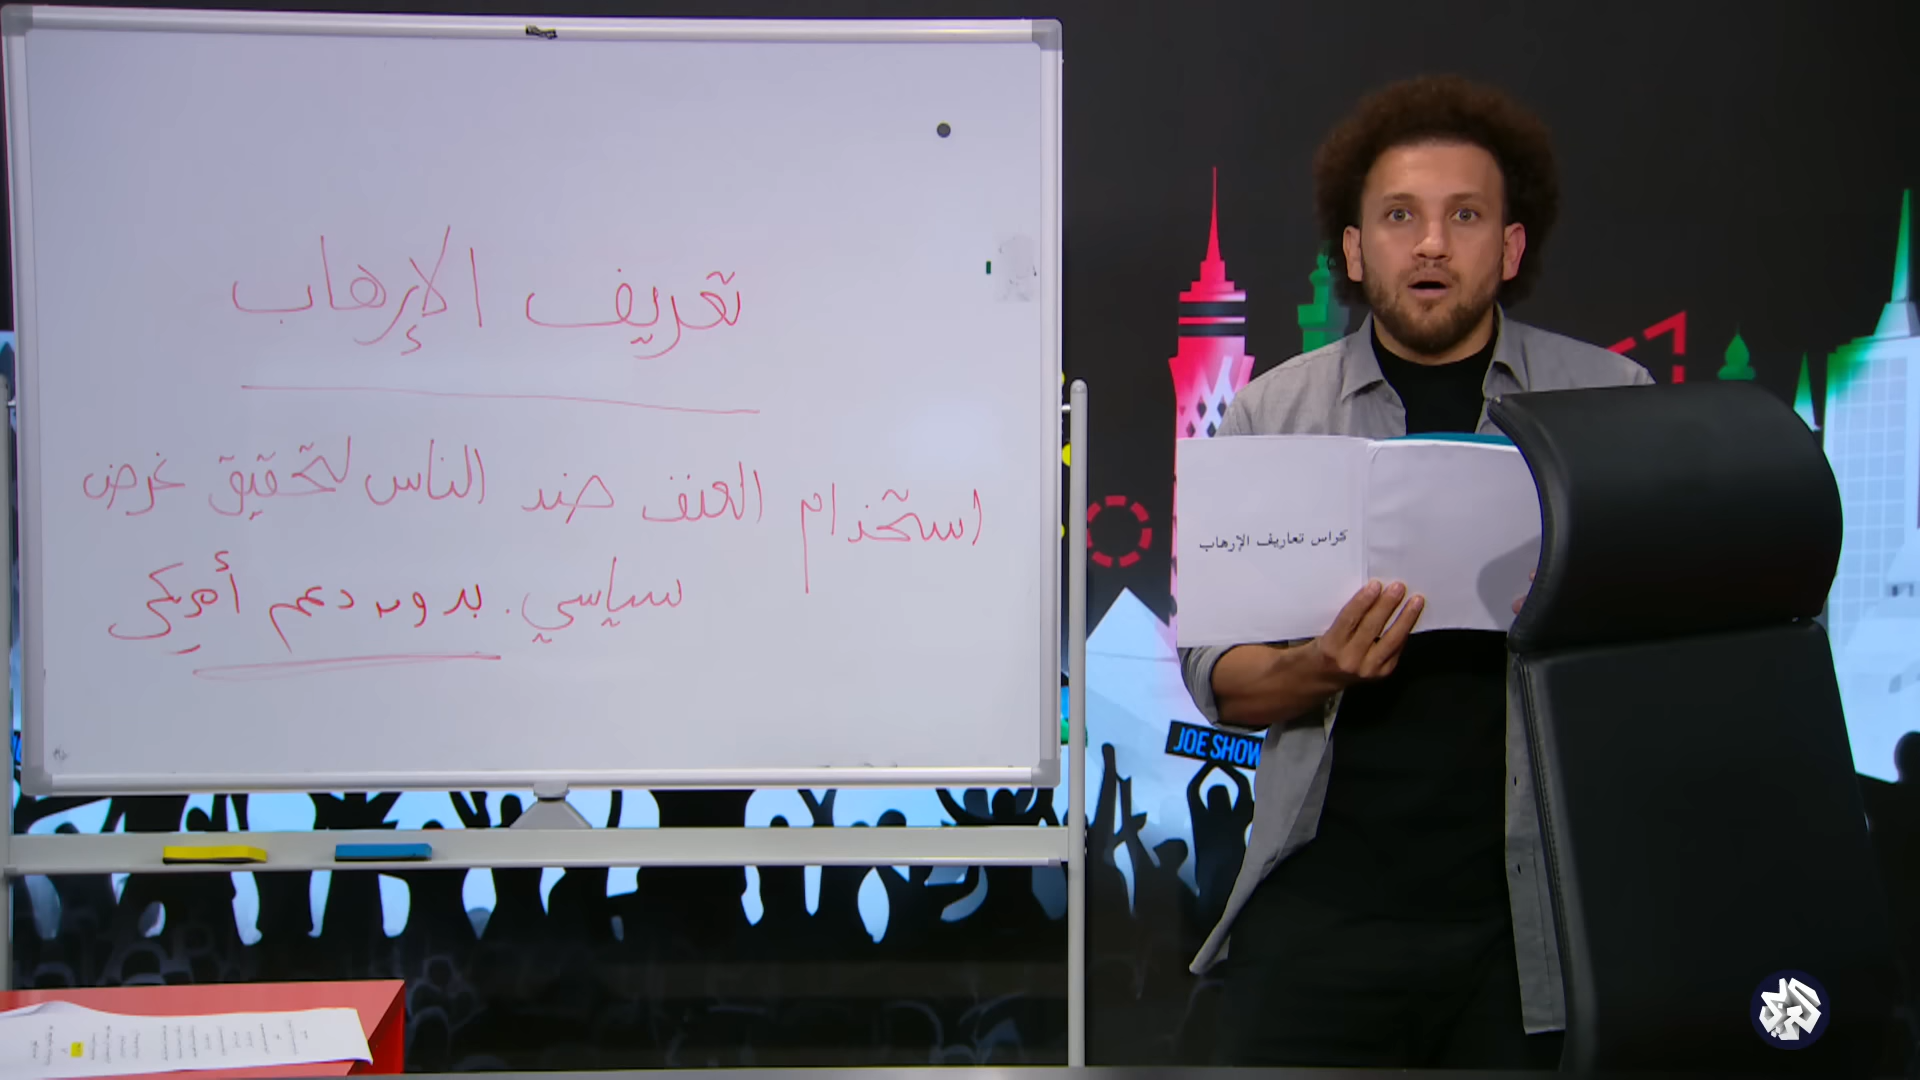 تعريف الإرهاب
استخدام العنف ضد الناس لتحقيق غرض
سياسي. بدون دعم أمريكي
كراس تعاريف الإرهاب
JOE SHOW